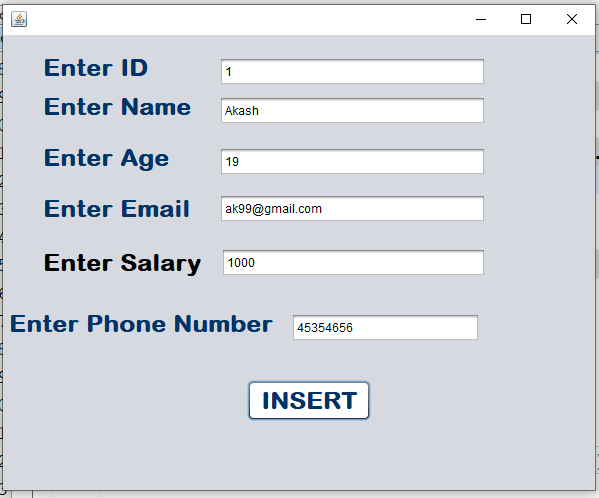 Enter ID 1
Enter Name Akash
Enter Age 19
Enter Email ak99@gmail.com
Enter Salary 1000
Enter Phone Number 45354656
INSERT